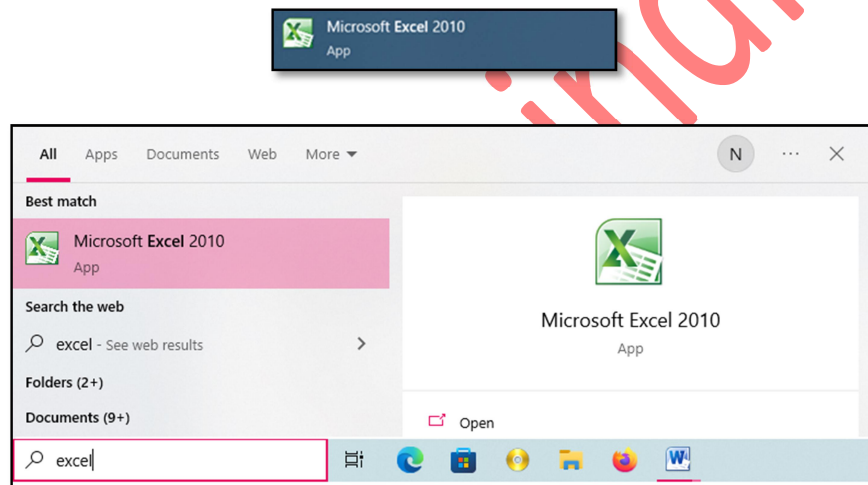 Microsoft Excel 2010
App
All Apps Documents Web More N
Best match
Microsoft Excel 2010
App
Search the web
excel - See web results
Folders (2+)
Documents (9+)
Microsoft Excel 2010
App
Open
excel